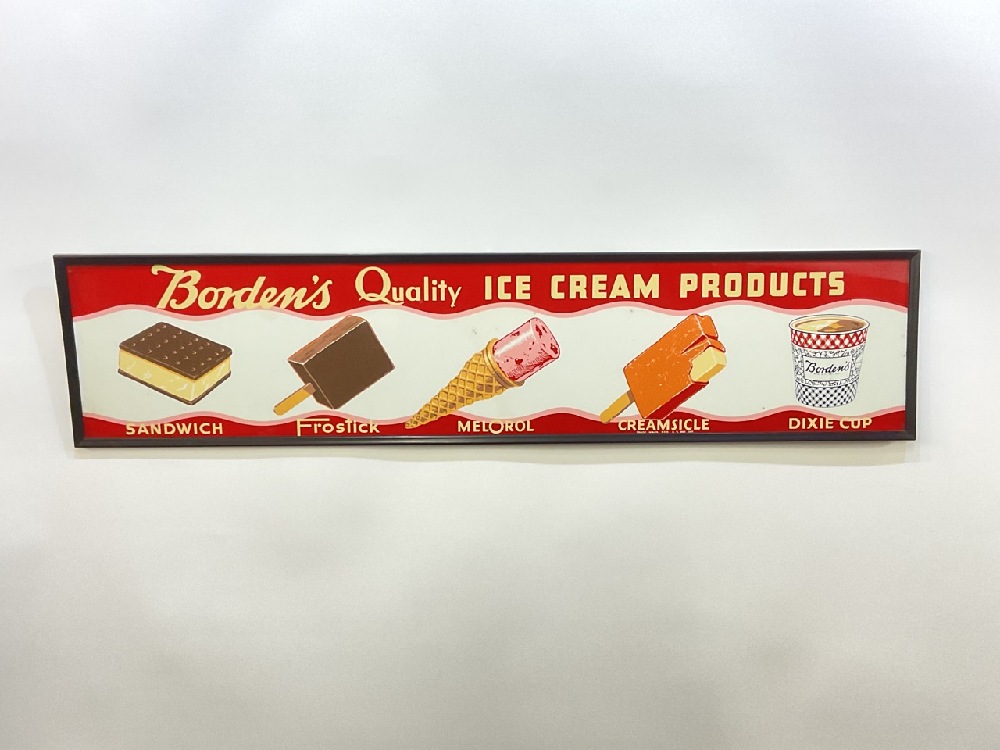 Borden's Quality ICE CREAM PRODUCTS
Borden's
SANDWICH Frostick MELOROL CREAMSICLE DIXIE CUP